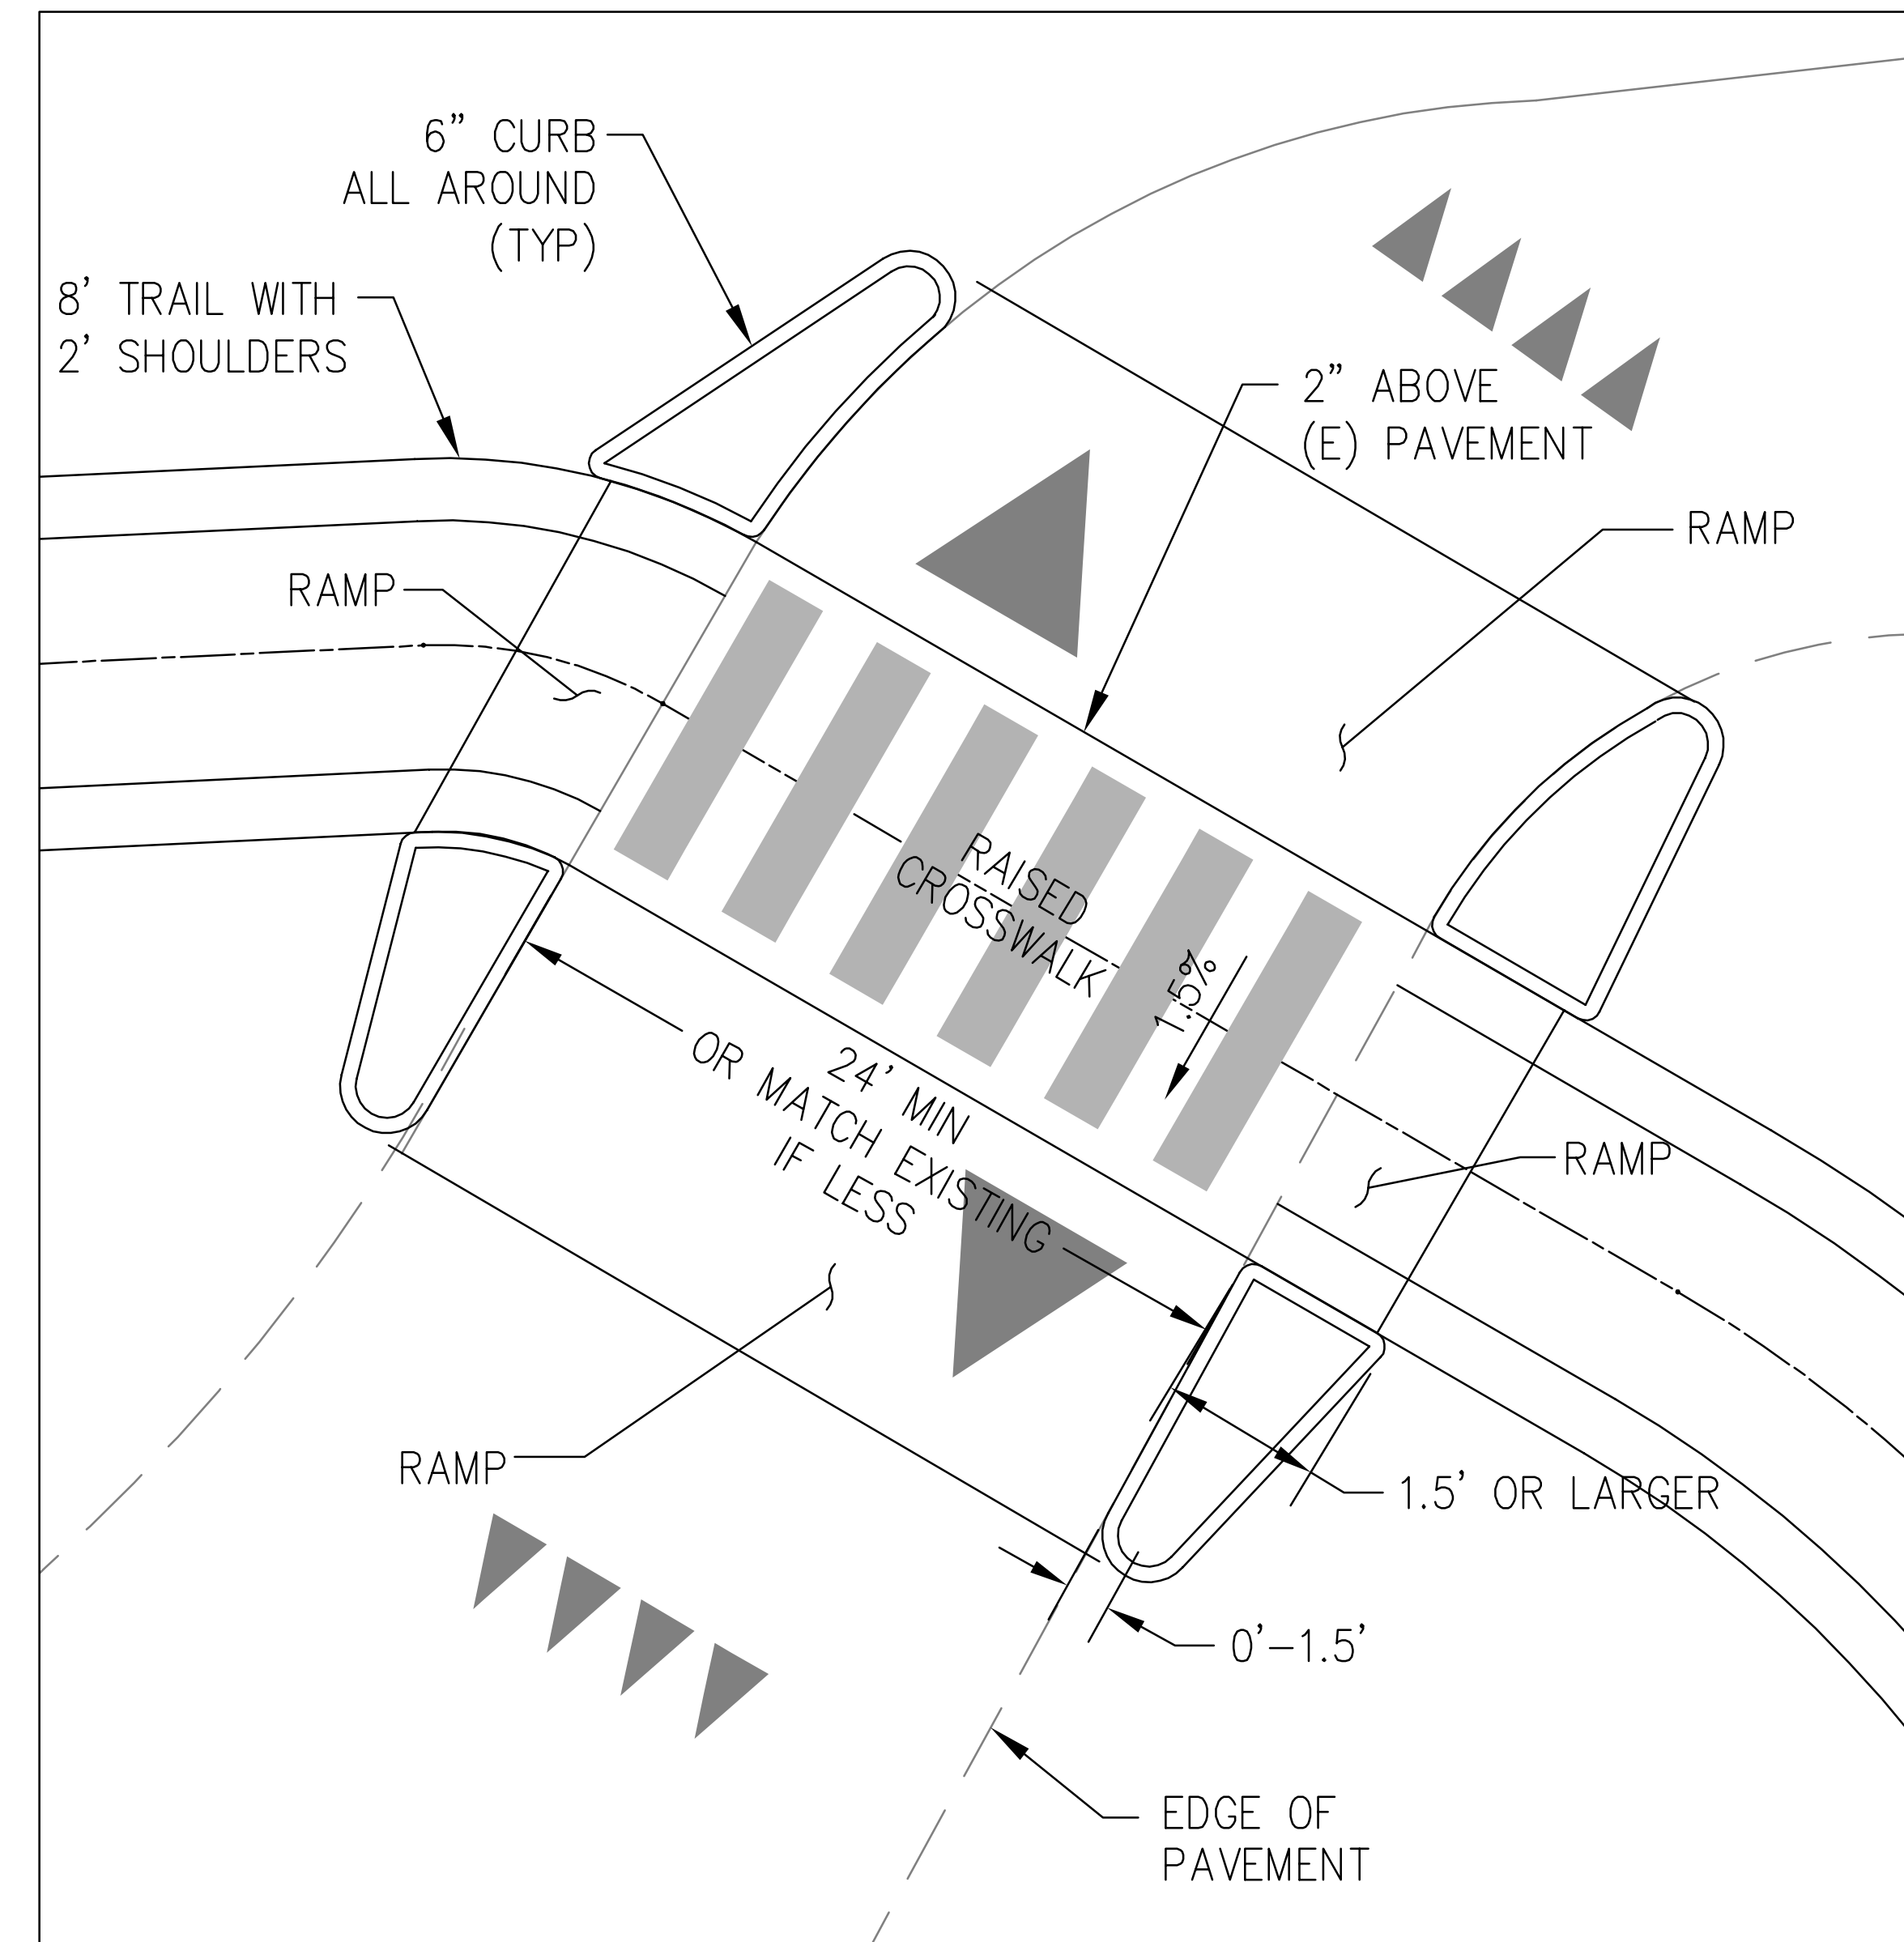 6" CURB
ALL AROUND
(TYP)
8' TRAIL WITH
2' SHOULDERS
2" ABOVE
(E) PAVEMENT
RAMP
RAMP
RAISED
CROSSWALK
1.5%
24' MIN
OR MATCH EXISTING
IF LESS
RAMP
RAMP
1.5' OR LARGER
0'-1.5'
EDGE OF
PAVEMENT